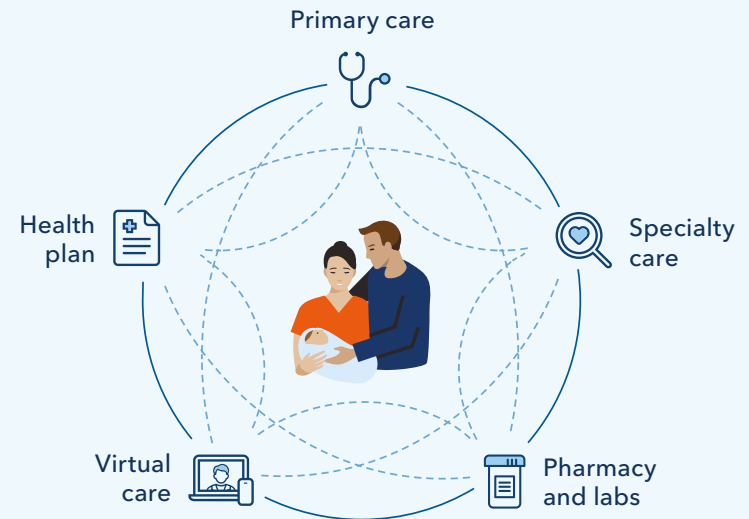 Primary care
Health
plan
Specialty
care
Virtual
care
Pharmacy
and labs